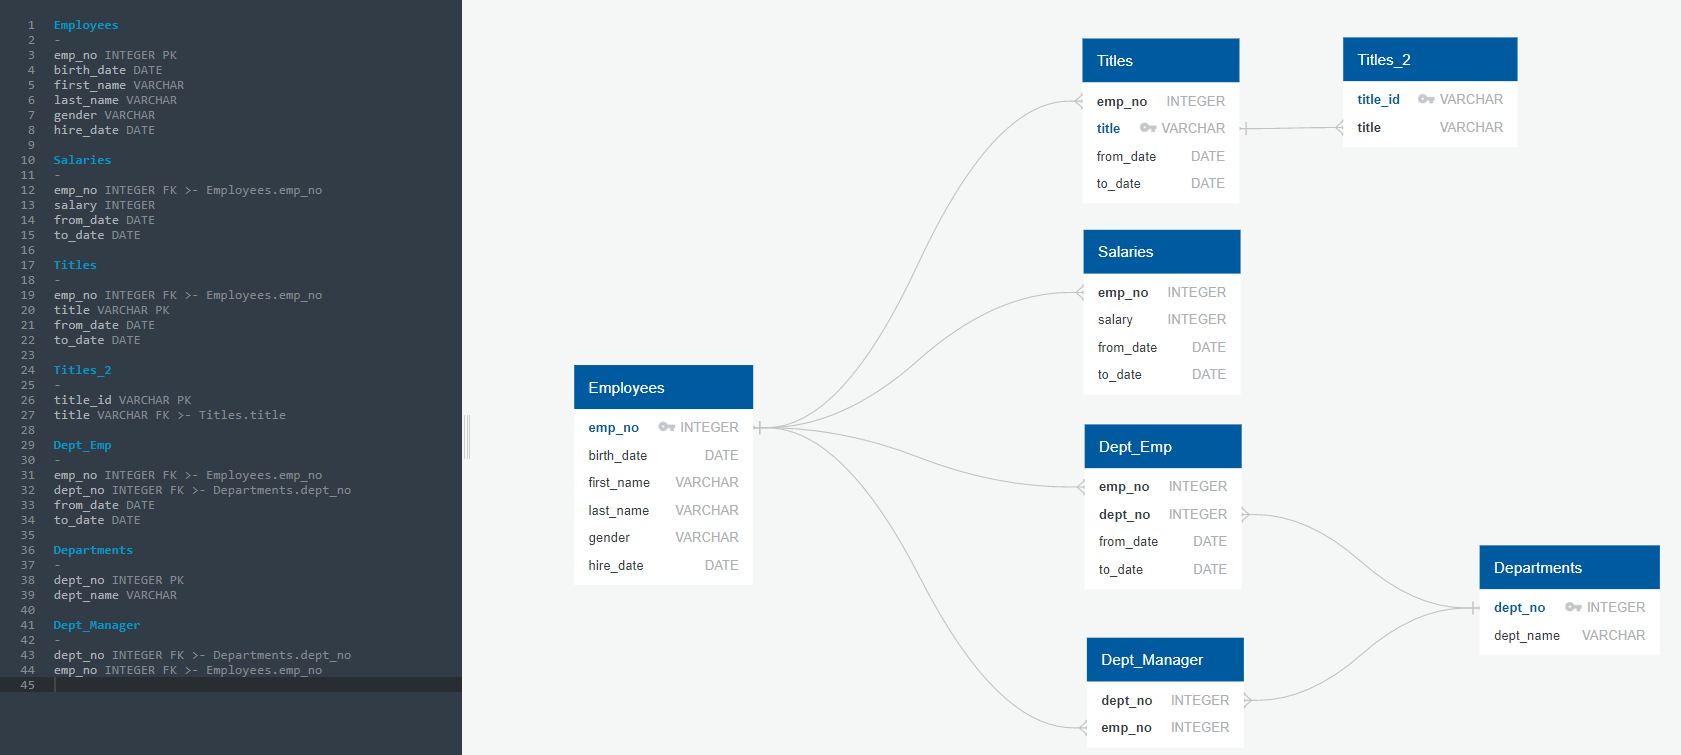 1 Employees
2 -
3 emp_no INTEGER PK
4 birth_date DATE
5 first_name VARCHAR
6 last_name VARCHAR
7 gender VARCHAR
8 hire_date DATE
9
10 Salaries
11 -
12 emp_no INTEGER FK >- Employees.emp_no
13 salary INTEGER
14 from_date DATE
15 to_date DATE
16
17 Titles
18 -
19 emp_no INTEGER FK >- Employees.emp_no
20 title VARCHAR PK
21 from_date DATE
22 to_date DATE
23
24 Titles_2
25 -
26 title_id VARCHAR PK
27 title VARCHAR FK >- Titles.title
28
29 Dept_Emp
30 -
31 emp_no INTEGER FK >- Employees.emp_no
32 dept_no INTEGER FK >- Departments.dept_no
33 from_date DATE
34 to_date DATE
35
36 Departments
37 -
38 dept_no INTEGER PK
39 dept_name VARCHAR
40
41 Dept_Manager
42 -
43 dept_no INTEGER FK >- Departments.dept_no
44 emp_no INTEGER FK >- Employees.emp_no
45
Employees
emp_no INTEGER
birth_date DATE
first_name VARCHAR
last_name VARCHAR
gender VARCHAR
hire_date DATE
Titles
emp_no INTEGER
title VARCHAR
from_date DATE
to_date DATE
Titles_2
title_id VARCHAR
title VARCHAR
Salaries
emp_no INTEGER
salary INTEGER
from_date DATE
to_date DATE
Dept_Emp
emp_no INTEGER
dept_no INTEGER
from_date DATE
to_date DATE
Departments
dept_no INTEGER
dept_name VARCHAR
Dept_Manager
dept_no INTEGER
emp_no INTEGER